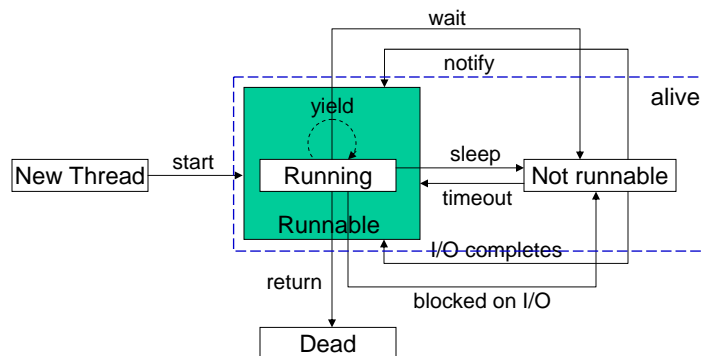 wait
notify
alive
yield
start
sleep
New Thread
Running
Not runnable
timeout
Runnable
I/O completes
return
blocked on I/O
Dead